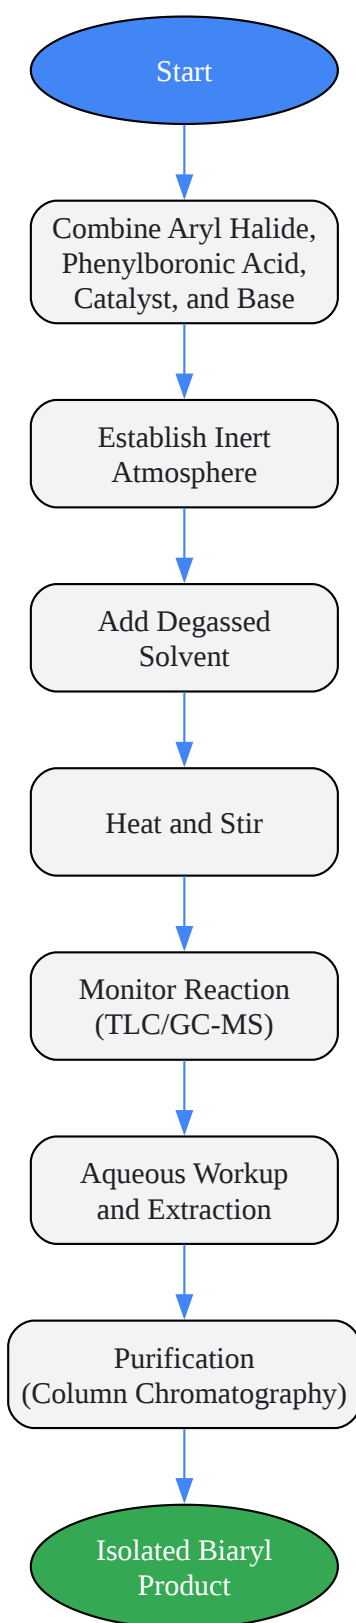 Start
Combine Aryl Halide,
Phenylboronic Acid,
Catalyst, and Base
Establish Inert
Atmosphere
Add Degassed
Solvent
Heat and Stir
Monitor Reaction
(TLC/GC-MS)
Aqueous Workup
and Extraction
Purification
(Column Chromatography)
Isolated Biaryl
Product